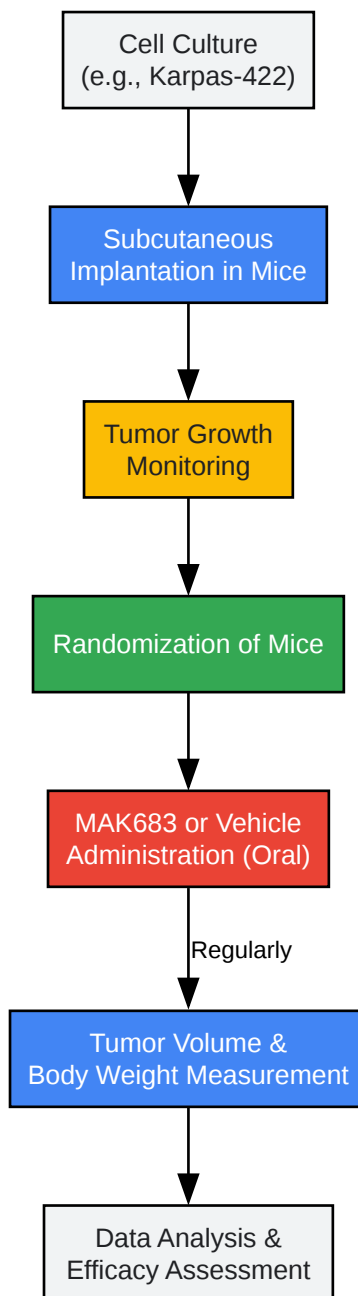 Cell Culture
(e.g., Karpas-422)
Subcutaneous
Implantation in Mice
Tumor Growth
Monitoring
Randomization of Mice
MAK683 or Vehicle
Administration (Oral)
Regularly
Tumor Volume &
Body Weight Measurement
Data Analysis &
Efficacy Assessment